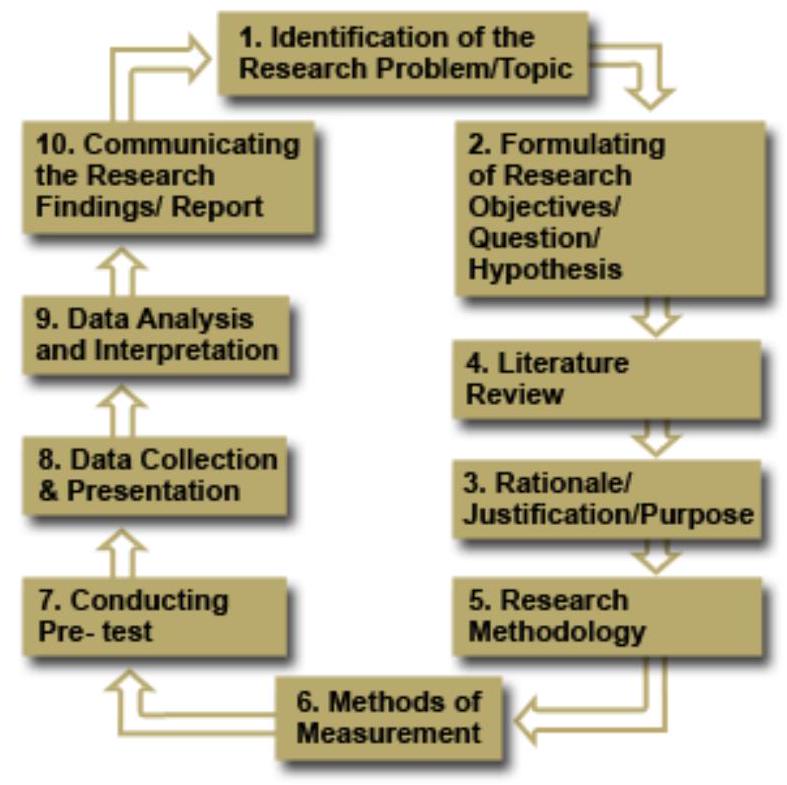 1. Identification of the
Research Problem/Topic
2. Formulating
of Research
Objectives/
Question/
Hypothesis
4. Literature
Review
3. Rationale/
Justification/Purpose
5. Research
Methodology
6. Methods of
Measurement
7. Conducting
Pre- test
8. Data Collection
& Presentation
9. Data Analysis
and Interpretation
10. Communicating
the Research
Findings/ Report